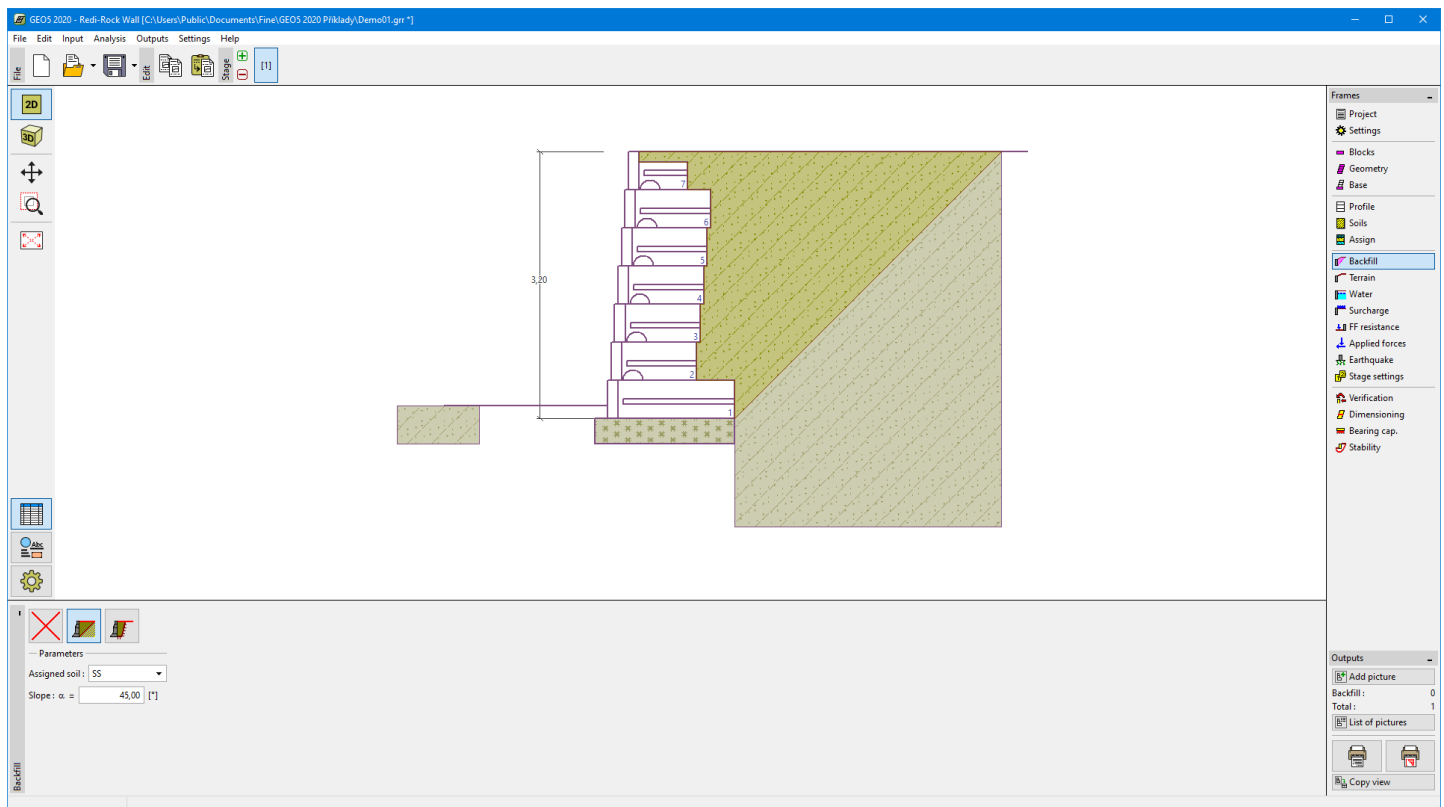 GEO5 2020 - Redi-Rock Wall [C:\Users\Public\Documents\Fine\GEO5 2020 Příklady\Demo01.grr *]
File Edit Input Analysis Outputs Settings Help
File
Edit
Stage
[1]
2D
3D
3,20
7
6
5
4
3
2
1
Abc
Frames
Project
Settings
Blocks
Geometry
Base
Profile
Soils
Assign
Backfill
Terrain
Water
Surcharge
FF resistance
Applied forces
Earthquake
Stage settings
Verification
Dimensioning
Bearing cap.
Stability
Outputs
Add picture
Backfill : 0
Total : 1
List of pictures
Copy view
Backfill
Parameters
Assigned soil : SS
Slope : α = 45,00 [°]